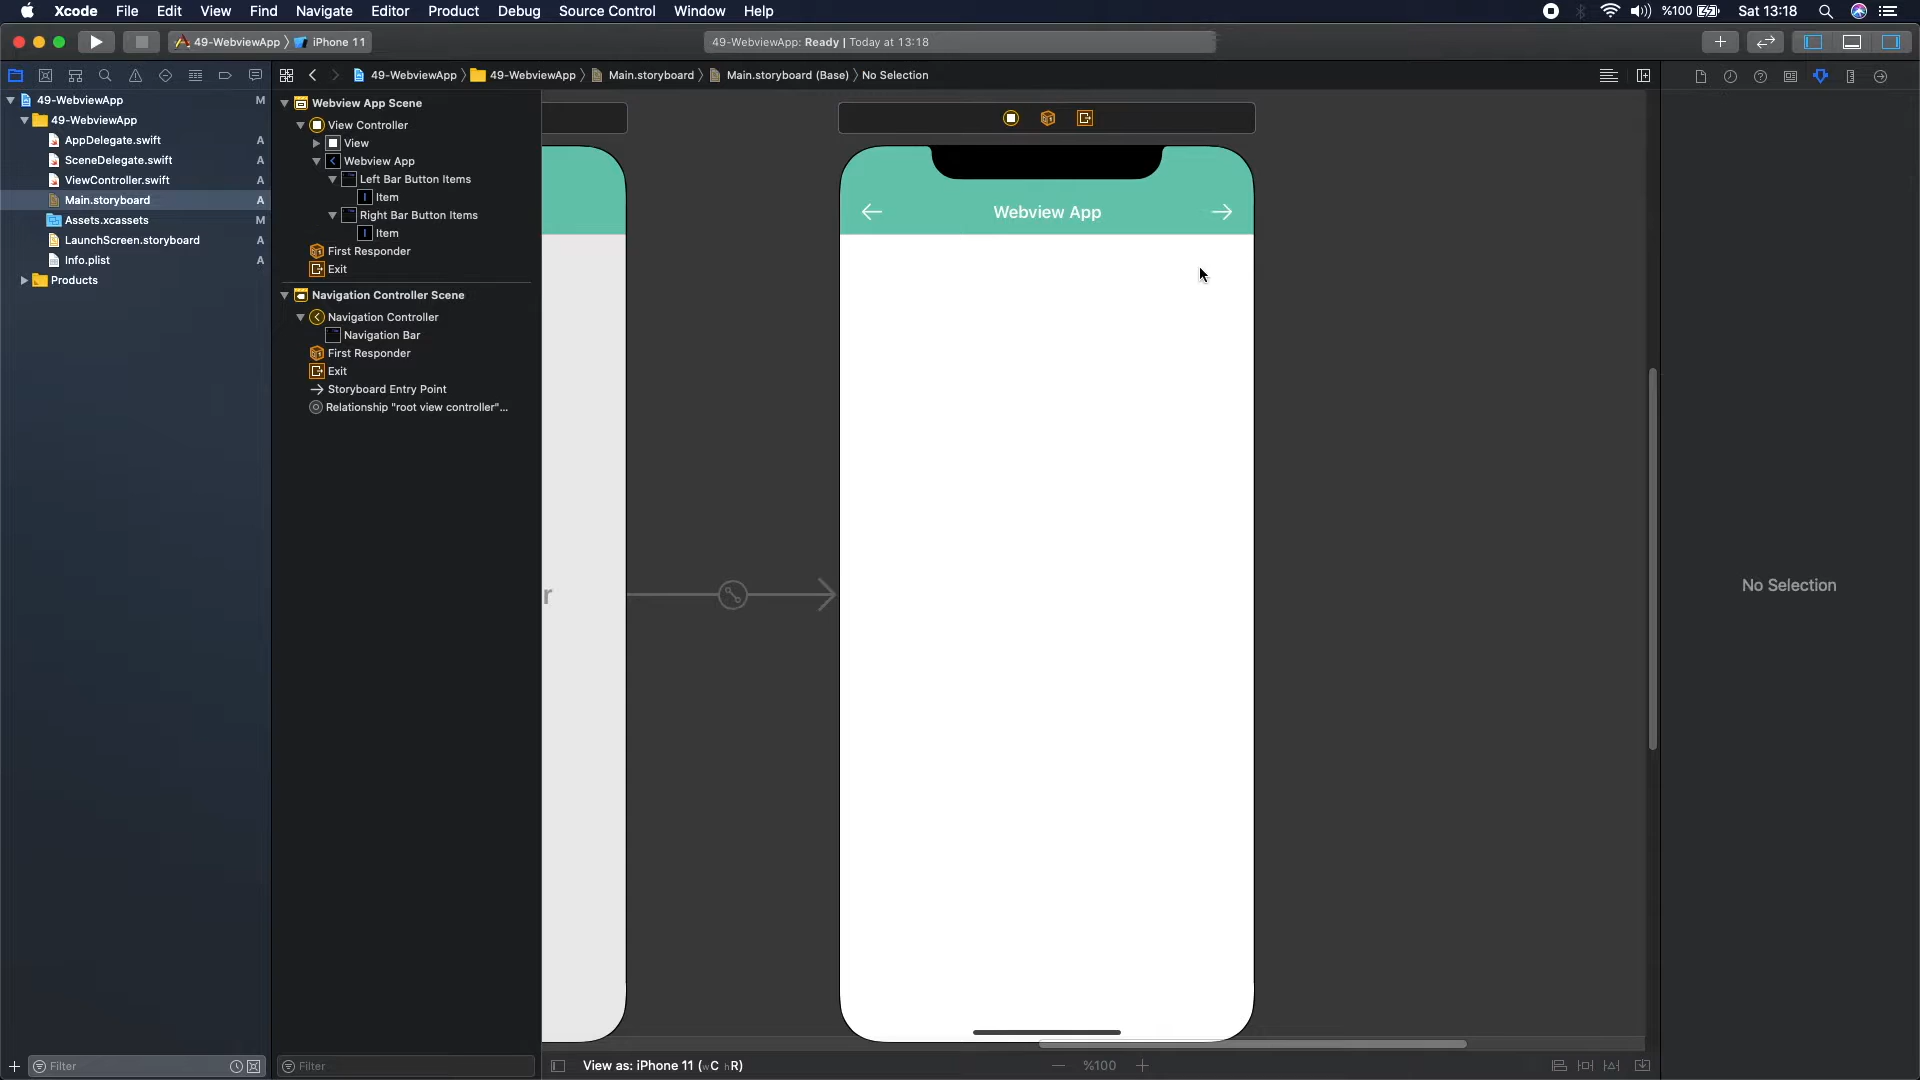 Xcode File Edit View Find Navigate Editor Product Debug Source Control Window Help %100 Sat 13:18
49-WebviewApp iPhone 11 49-WebviewApp: Ready | Today at 13:18
49-WebviewApp 49-WebviewApp Main.storyboard Main.storyboard (Base) No Selection
49-WebviewApp M
49-WebviewApp
AppDelegate.swift A
SceneDelegate.swift A
ViewController.swift A
Main.storyboard A
Assets.xcassets M
LaunchScreen.storyboard A
Info.plist A
Products
Webview App Scene
View Controller
View
Webview App
Left Bar Button Items
Item
Right Bar Button Items
Item
First Responder
Exit
Navigation Controller Scene
Navigation Controller
Navigation Bar
First Responder
Exit
Storyboard Entry Point
Relationship "root view controller"...
r
Webview App
No Selection
Filter
Filter
View as: iPhone 11 (wC hR)
%100